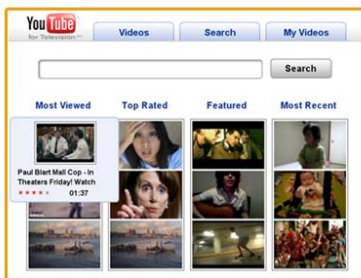 YouTube
for Television™
Videos
Search
My Videos
Search
Most Viewed
Top Rated
Featured
Most Recent
Paul Blart Mall Cop - In
Theaters Friday! Watch
01:37